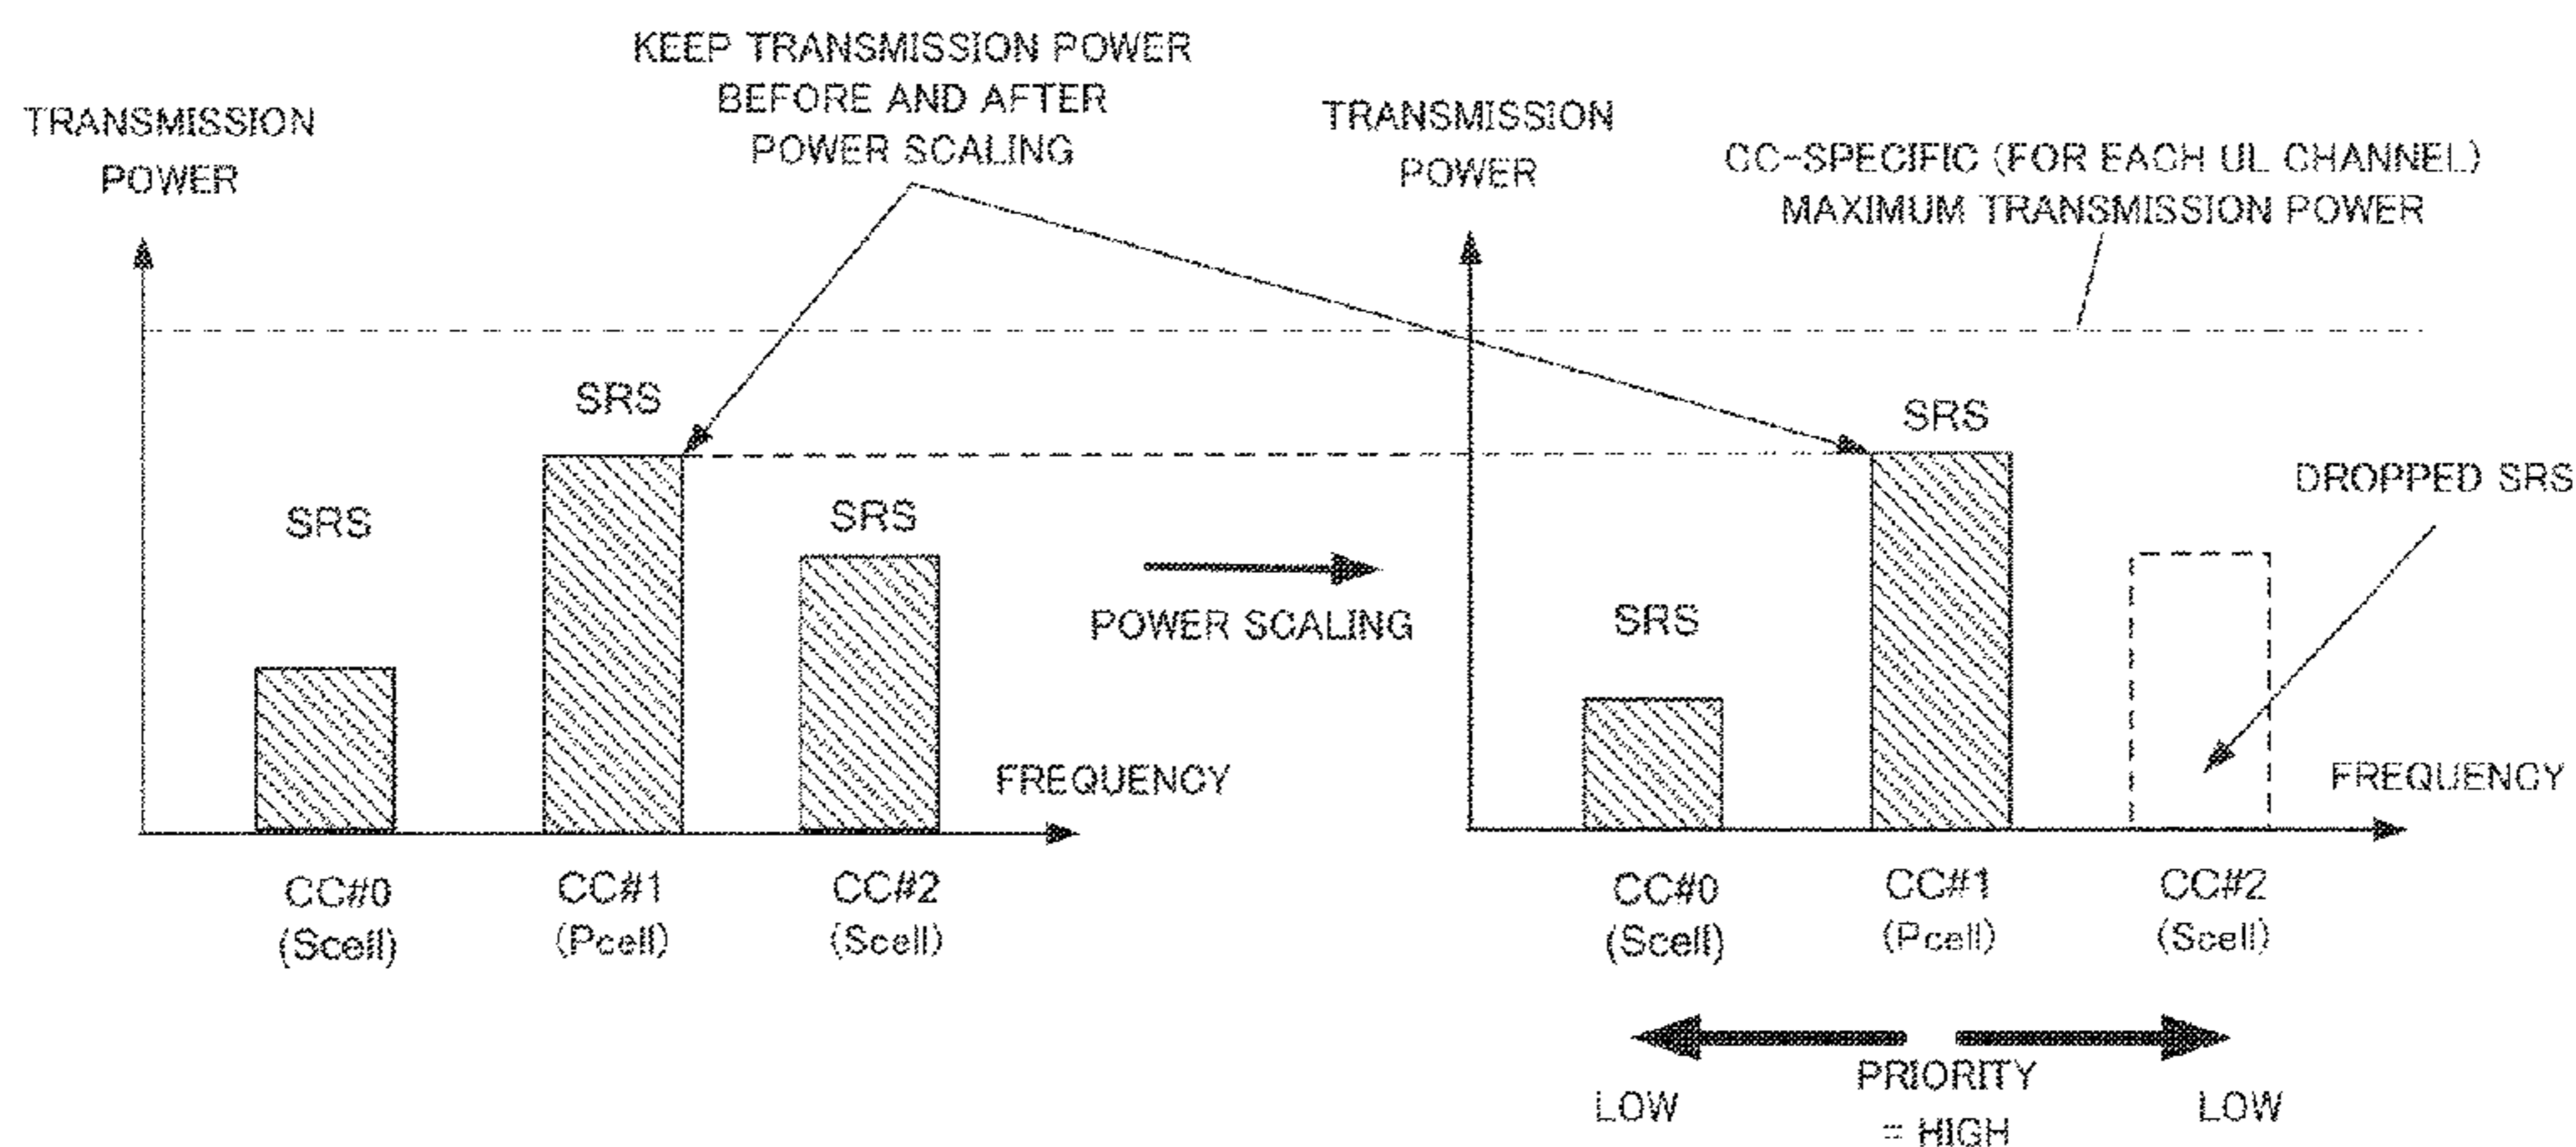 KEEP TRANSMISSION POWER
BEFORE AND AFTER
POWER SCALING
TRANSMISSION
POWER
TRANSMISSION
POWER
CC-SPECIFIC (FOR EACH UL CHANNEL)
MAXIMUM TRANSMISSION POWER
SRS
SRS
SRS
POWER SCALING
SRS
SRS
DROPPED SRS
FREQUENCY
FREQUENCY
CC#0
(Scell)
CC#1
(Pcell)
CC#2
(Scell)
CC#0
(Scell)
CC#1
(Pcell)
CC#2
(Scell)
LOW
PRIORITY
= HIGH
LOW